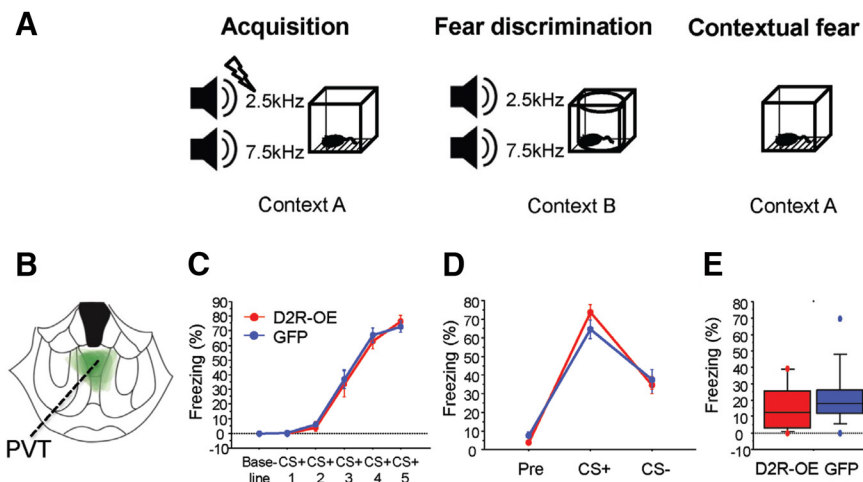 A
Acquisition
Fear discrimination
Contextual fear
2.5kHz
7.5kHz
Context A
2.5kHz
7.5kHz
Context B
Context A
B
PVT
C
Freezing (%)
90
80
70
60
50
40
30
20
10
0
-10
D2R-OE
GFP
Base- CS+ CS+ CS+ CS+ CS+
line 1 2 3 4 5
D
Freezing (%)
80
70
60
50
40
30
20
10
0
Pre CS+ CS-
E
Freezing (%)
80
70
60
50
40
30
20
10
0
-10
D2R-OE GFP